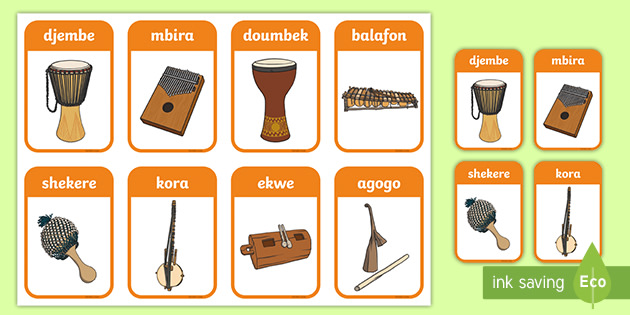 djembe mbira doumbek balafon
shekere kora ekwe agogo
djembe mbira
shekere kora
ink saving Eco